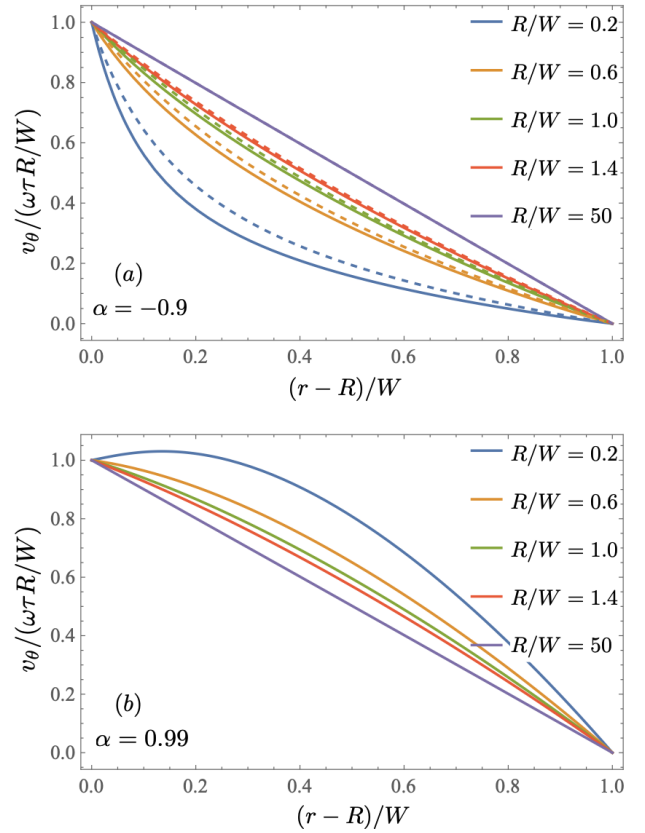 1.0
0.8
0.6
0.4
0.2
0.0
v_θ/(ωτR/W)
R/W = 0.2
R/W = 0.6
R/W = 1.0
R/W = 1.4
R/W = 50
(a)
α = −0.9
0.0 0.2 0.4 0.6 0.8 1.0
(r − R)/W
1.0
0.8
0.6
0.4
0.2
0.0
v_θ/(ωτR/W)
R/W = 0.2
R/W = 0.6
R/W = 1.0
R/W = 1.4
R/W = 50
(b)
α = 0.99
0.0 0.2 0.4 0.6 0.8 1.0
(r − R)/W